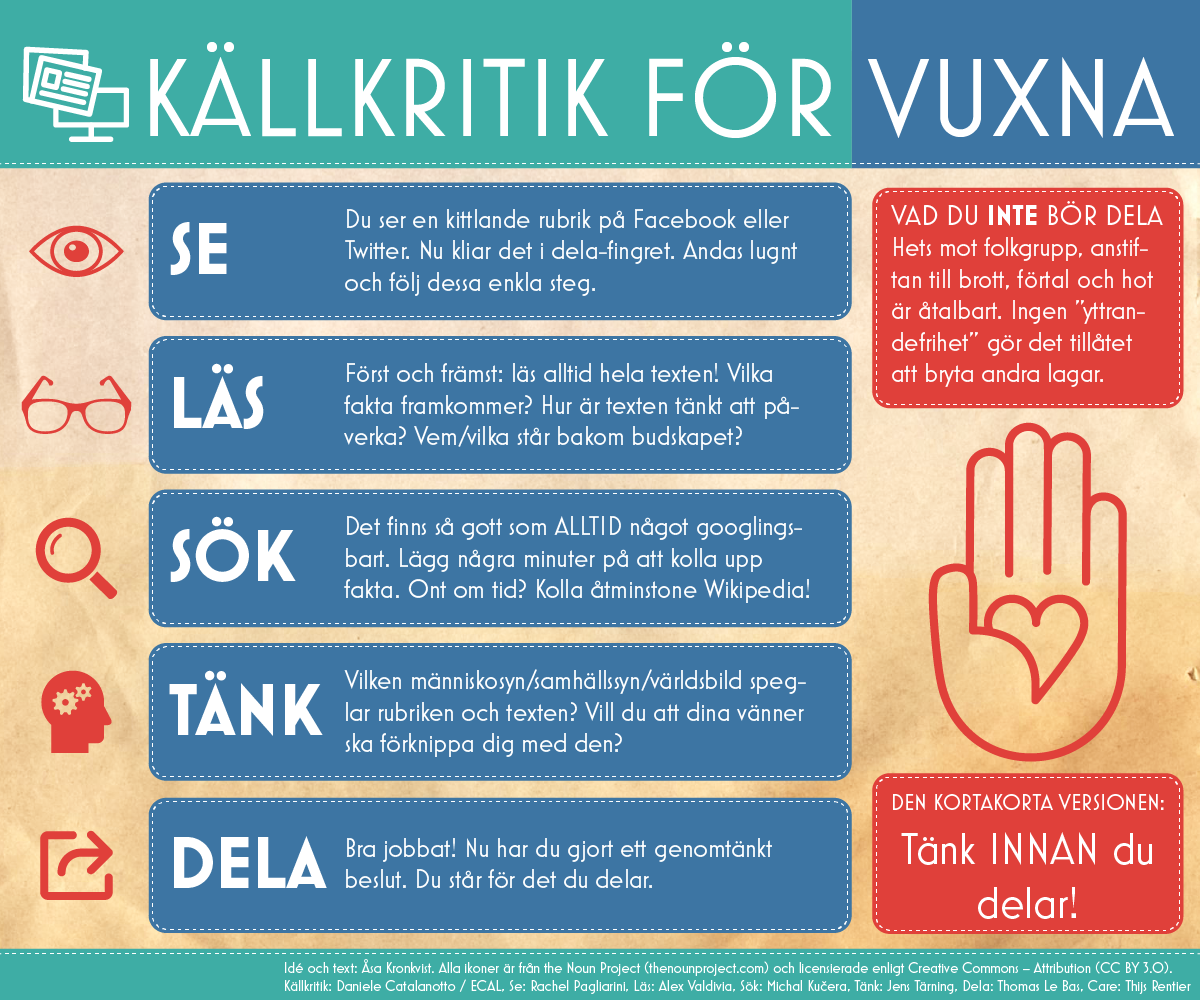 KÄLLKRITIK FÖR VUXNA
SE
Du ser en kittlande rubrik på Facebook eller
Twitter. Nu kliar det i dela-fingret. Andas lugnt
och följ dessa enkla steg.
LÄS
Först och främst: läs alltid hela texten! Vilka
fakta framkommer? Hur är texten tänkt att på-
verka? Vem/vilka står bakom budskapet?
SÖK
Det finns så gott som ALLTID något googlings-
bart. Lägg några minuter på att kolla upp
fakta. Ont om tid? Kolla åtminstone Wikipedia!
TÄNK
Vilken människosyn/samhällssyn/världsbild speg-
lar rubriken och texten? Vill du att dina vänner
ska förknippa dig med den?
DELA
Bra jobbat! Nu har du gjort ett genomtänkt
beslut. Du står för det du delar.
VAD DU INTE BÖR DELA
Hets mot folkgrupp, anstif-
tan till brott, förtal och hot
är åtalbart. Ingen ”yttran-
defrihet” gör det tillåtet
att bryta andra lagar.
DEN KORTAKORTA VERSIONEN:
Tänk INNAN du
delar!
Idé och text: Åsa Kronkvist. Alla ikoner är från the Noun Project (thenounproject.com) och licensierade enligt Creative Commons – Attribution (CC BY 3.0).
Källkritik: Daniele Catalanotto / ECAL, Se: Rachel Pagliarini, Läs: Alex Valdivia, Sök: Michal Kučera, Tänk: Jens Tärning, Dela: Thomas Le Bas, Care: Thijs Rentier